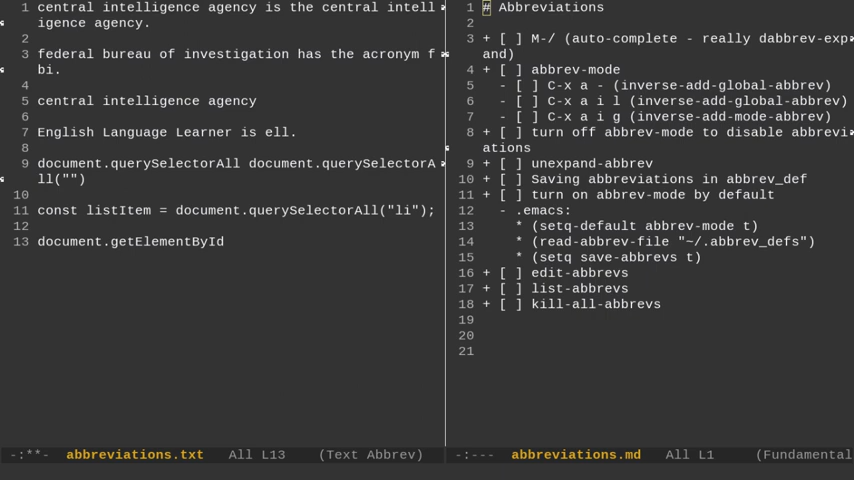 1 central intelligence agency is the central intell
igence agency.
2
3 federal bureau of investigation has the acronym f
bi.
4
5 central intelligence agency
6
7 English Language Learner is ell.
8
9 document.querySelectorAll document.querySelectorA
ll("")
10
11 const listItem = document.querySelectorAll("li");
12
13 document.getElementById
-:**-  abbreviations.txt   All L13    (Text Abbrev)
1 # Abbreviations
2
3 + [ ] M-/ (auto-complete - really dabbrev-exp
and)
4 + [ ] abbrev-mode
5   - [ ] C-x a - (inverse-add-global-abbrev)
6   - [ ] C-x a i l (inverse-add-global-abbrev)
7   - [ ] C-x a i g (inverse-add-mode-abbrev)
8 + [ ] turn off abbrev-mode to disable abbrevi
ations
9 + [ ] unexpand-abbrev
10 + [ ] Saving abbreviations in abbrev_def
11 + [ ] turn on abbrev-mode by default
12   - .emacs:
13     * (setq-default abbrev-mode t)
14     * (read-abbrev-file "~/.abbrev_defs")
15     * (setq save-abbrevs t)
16 + [ ] edit-abbrevs
17 + [ ] list-abbrevs
18 + [ ] kill-all-abbrevs
19
20
21
-:---  abbreviations.md   All L1     (Fundamental